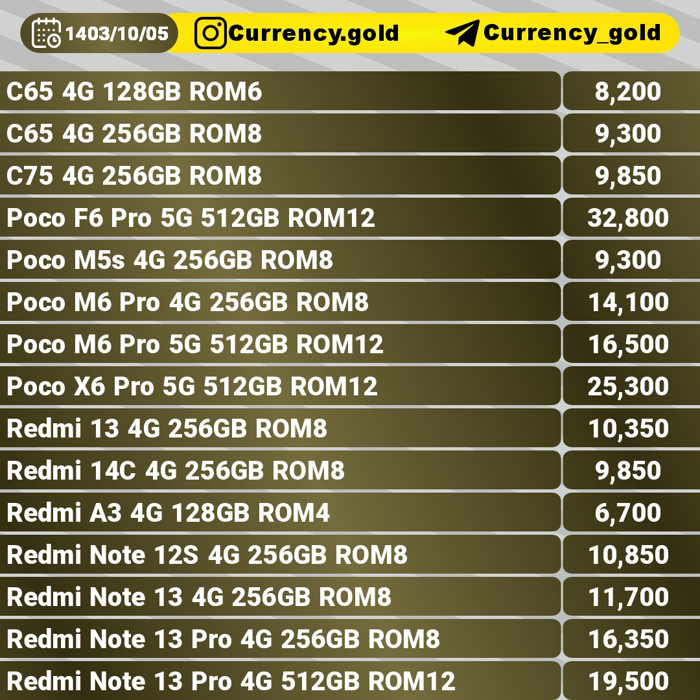 1403/10/05 Currency.gold Currency_gold
C65 4G 128GB ROM6 8,200
C65 4G 256GB ROM8 9,300
C75 4G 256GB ROM8 9,850
Poco F6 Pro 5G 512GB ROM12 32,800
Poco M5s 4G 256GB ROM8 9,300
Poco M6 Pro 4G 256GB ROM8 14,100
Poco M6 Pro 5G 512GB ROM12 16,500
Poco X6 Pro 5G 512GB ROM12 25,300
Redmi 13 4G 256GB ROM8 10,350
Redmi 14C 4G 256GB ROM8 9,850
Redmi A3 4G 128GB ROM4 6,700
Redmi Note 12S 4G 256GB ROM8 10,850
Redmi Note 13 4G 256GB ROM8 11,700
Redmi Note 13 Pro 4G 256GB ROM8 16,350
Redmi Note 13 Pro 4G 512GB ROM12 19,500